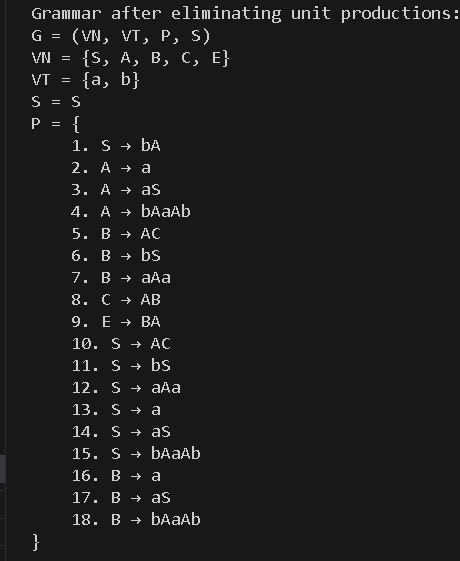 Grammar after eliminating unit productions:
G = (VN, VT, P, S)
VN = {S, A, B, C, E}
VT = {a, b}
S = S
P = {
1. S → bA
2. A → a
3. A → aS
4. A → bAaAb
5. B → AC
6. B → bS
7. B → aAa
8. C → AB
9. E → BA
10. S → AC
11. S → bS
12. S → aAa
13. S → a
14. S → aS
15. S → bAaAb
16. B → a
17. B → aS
18. B → bAaAb
}